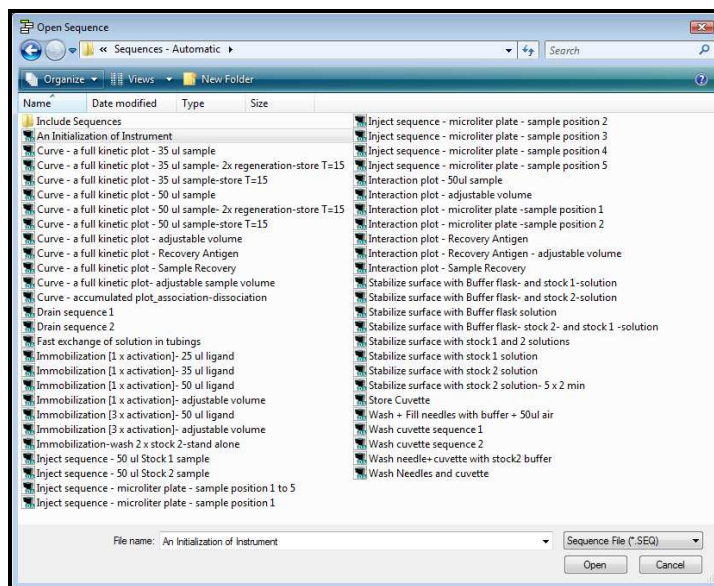 Open Sequence
« Sequences - Automatic
Search
Organize Views New Folder
Name Date modified Type Size
Include Sequences
An Initialization of Instrument
Curve - a full kinetic plot - 35 ul sample
Curve - a full kinetic plot - 35 ul sample- 2x regeneration-store T=15
Curve - a full kinetic plot - 35 ul sample-store T=15
Curve - a full kinetic plot - 50 ul sample
Curve - a full kinetic plot - 50 ul sample- 2x regeneration-store T=15
Curve - a full kinetic plot - 50 ul sample-store T=15
Curve - a full kinetic plot - adjustable volume
Curve - a full kinetic plot - Recovery Antigen
Curve - a full kinetic plot - Sample Recovery
Curve - a full kinetic plot- adjustable sample volume
Curve - accumulated plot_association-dissociation
Drain sequence 1
Drain sequence 2
Fast exchange of solution in tubings
Immobilization [1 x activation]- 25 ul ligand
Immobilization [1 x activation]- 35 ul ligand
Immobilization [1 x activation]- 50 ul ligand
Immobilization [1 x activation]- adjustable volume
Immobilization [3 x activation]- 50 ul ligand
Immobilization [3 x activation]- adjustable volume
Immobilization-wash 2 x stock 2-stand alone
Inject sequence - 50 ul Stock 1 sample
Inject sequence - 50 ul Stock 2 sample
Inject sequence - microliter plate - sample position 1 to 5
Inject sequence - microliter plate - sample position 1
Inject sequence - microliter plate - sample position 2
Inject sequence - microliter plate - sample position 3
Inject sequence - microliter plate - sample position 4
Inject sequence - microliter plate - sample position 5
Interaction plot - 50ul sample
Interaction plot - adjustable volume
Interaction plot - microliter plate -sample position 1
Interaction plot - microliter plate -sample position 2
Interaction plot - Recovery Antigen
Interaction plot - Recovery Antigen - adjustable volume
Interaction plot - Sample Recovery
Stabilize surface with Buffer flask- and stock 1-solution
Stabilize surface with Buffer flask- and stock 2-solution
Stabilize surface with Buffer flask solution
Stabilize surface with Buffer flask- stock 2- and stock 1 -solution
Stabilize surface with stock 1 and 2 solutions
Stabilize surface with stock 1 solution
Stabilize surface with stock 2 solution
Stabilize surface with stock 2 solution- 5 x 2 min
Store Cuvette
Wash + Fill needles with buffer + 50ul air
Wash cuvette sequence 1
Wash cuvette sequence 2
Wash needle+cuvette with stock2 buffer
Wash Needles and cuvette
File name: An Initialization of Instrument
Sequence File (*.SEQ)
Open Cancel